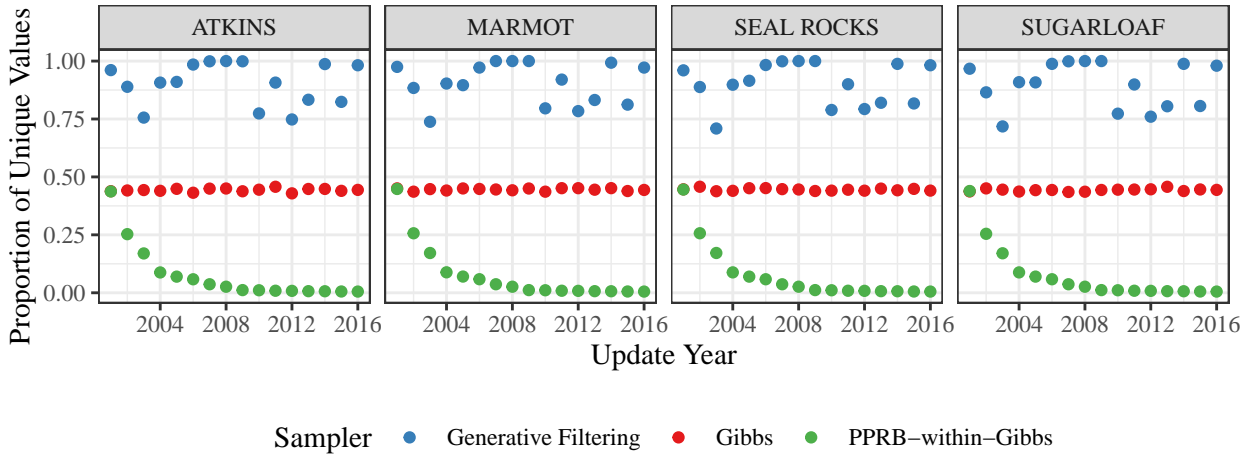 ATKINS
MARMOT
SEAL ROCKS
SUGARLOAF
Proportion of Unique Values
1.00
0.75
0.50
0.25
0.00
2004 2008 2012 2016
2004 2008 2012 2016
2004 2008 2012 2016
2004 2008 2012 2016
Update Year
Sampler Generative Filtering Gibbs PPRB−within−Gibbs